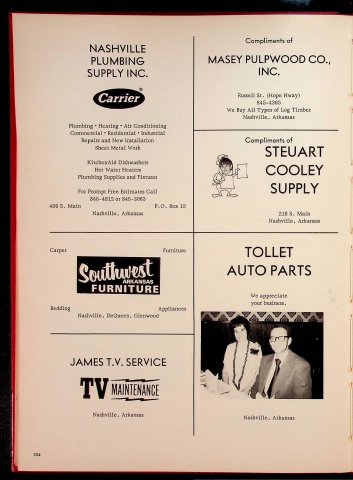 NASHVILLE
PLUMBING
SUPPLY INC.
Carrier
Plumbing • Heating • Air Conditioning
Commercial • Residential • Industrial
Repairs and New Installation
Sheet Metal Work
KitchenAid Dishwashers
Hot Water Heaters
Plumbing Supplies and Fixtures
For Prompt Free Estimates Call
845-4812 or 845-3063
400 S. Main P.O. Box 15
Nashville, Arkansas
Carpet Furniture
Southwest
ARKANSAS
FURNITURE
Bedding Appliances
Nashville, DeQueen, Glenwood
JAMES T.V. SERVICE
TV MAINTENANCE
Nashville, Arkansas
104
Compliments of
MASEY PULPWOOD CO.,
INC.
Russell St. (Hope Hway)
845-4365
We Buy All Types of Log Timber
Nashville, Arkansas
Compliments of
STEUART
COOLEY
SUPPLY
218 S. Main
Nashville, Arkansas
TOLLET
AUTO PARTS
We appreciate
your business.
Nashville, Arkansas